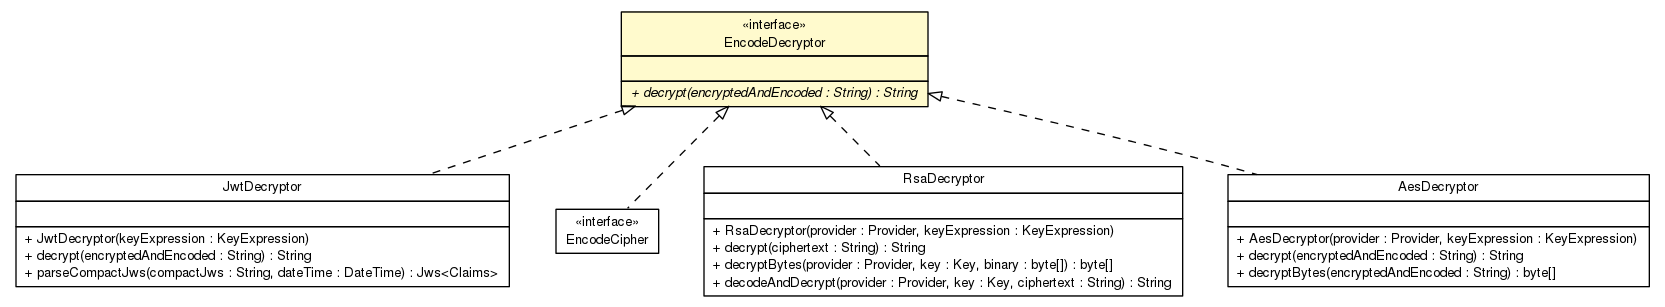 «interface»
EncodeDecryptor
+ decrypt(encryptedAndEncoded : String) : String
JwtDecryptor
+ JwtDecryptor(keyExpression : KeyExpression)
+ decrypt(encryptedAndEncoded : String) : String
+ parseCompactJws(compactJws : String, dateTime : DateTime) : Jws<Claims>
«interface»
EncodeCipher
RsaDecryptor
+ RsaDecryptor(provider : Provider, keyExpression : KeyExpression)
+ decrypt(ciphertext : String) : String
+ decryptBytes(provider : Provider, key : Key, binary : byte[]) : byte[]
+ decodeAndDecrypt(provider : Provider, key : Key, ciphertext : String) : String
AesDecryptor
+ AesDecryptor(provider : Provider, keyExpression : KeyExpression)
+ decrypt(encryptedAndEncoded : String) : String
+ decryptBytes(encryptedAndEncoded : String) : byte[]